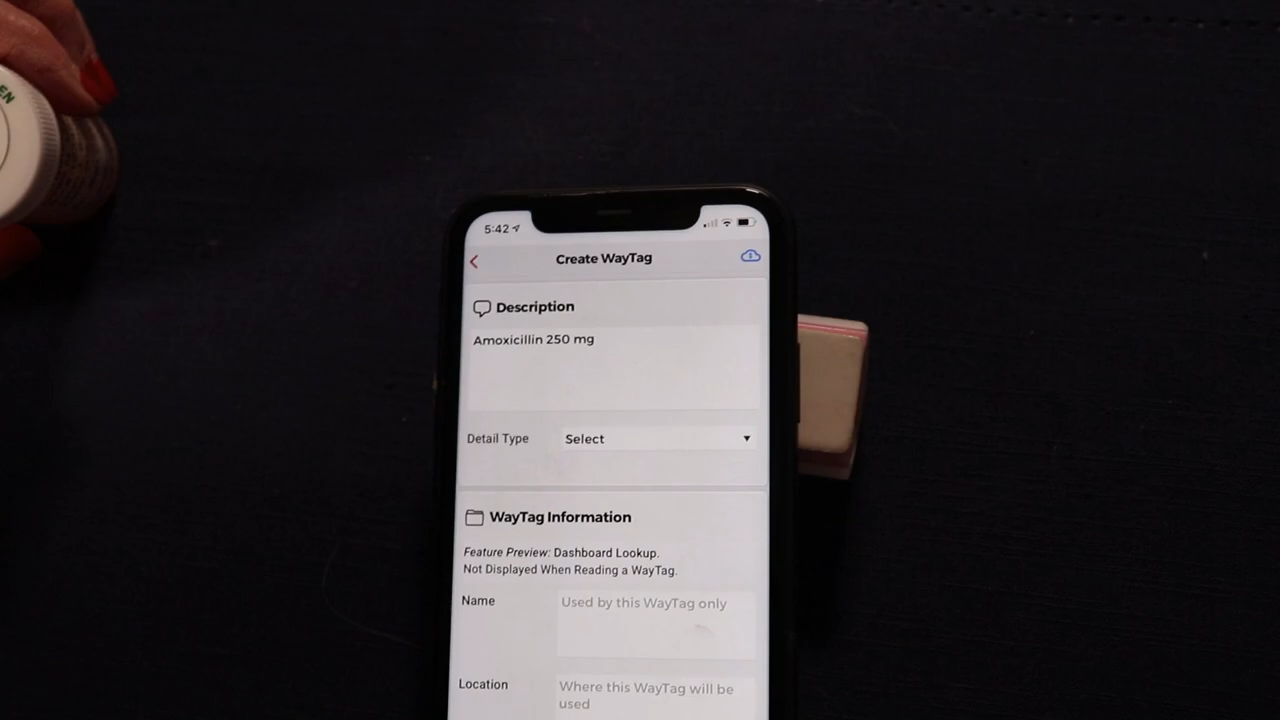 EN
5:42
Create WayTag
Description
Amoxicillin 250 mg
Detail Type Select
WayTag Information
Feature Preview: Dashboard Lookup.
Not Displayed When Reading a WayTag.
Name Used by this WayTag only
Location Where this WayTag will be
used